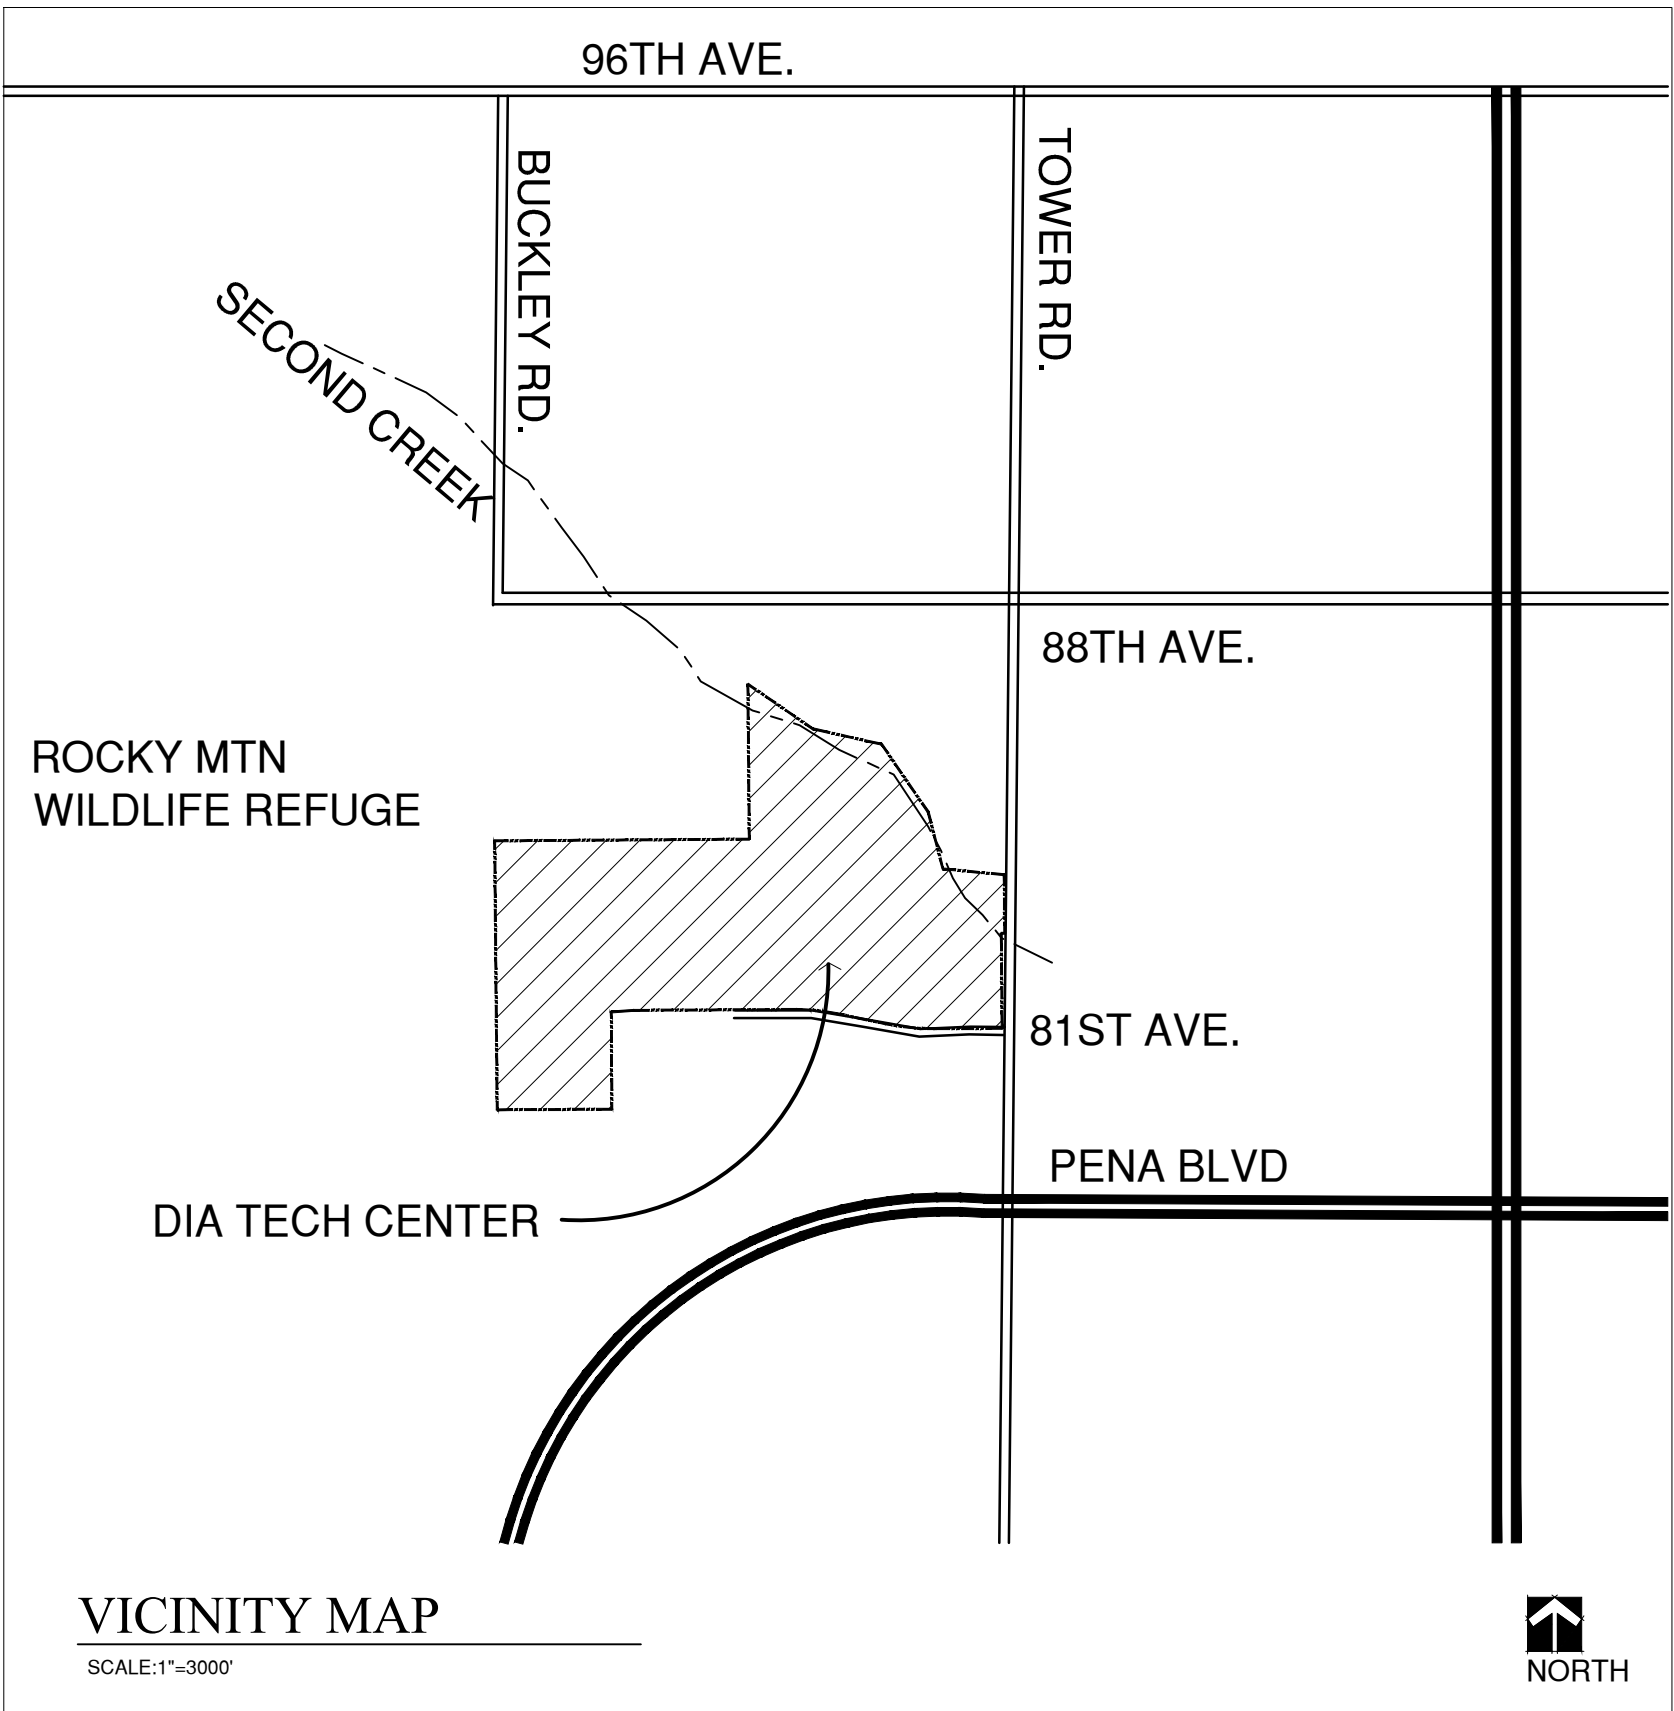 96TH AVE.
BUCKLEY RD.
TOWER RD.
SECOND CREEK
88TH AVE.
ROCKY MTN
WILDLIFE REFUGE
81ST AVE.
PENA BLVD
DIA TECH CENTER
VICINITY MAP
SCALE:1"=3000'
NORTH